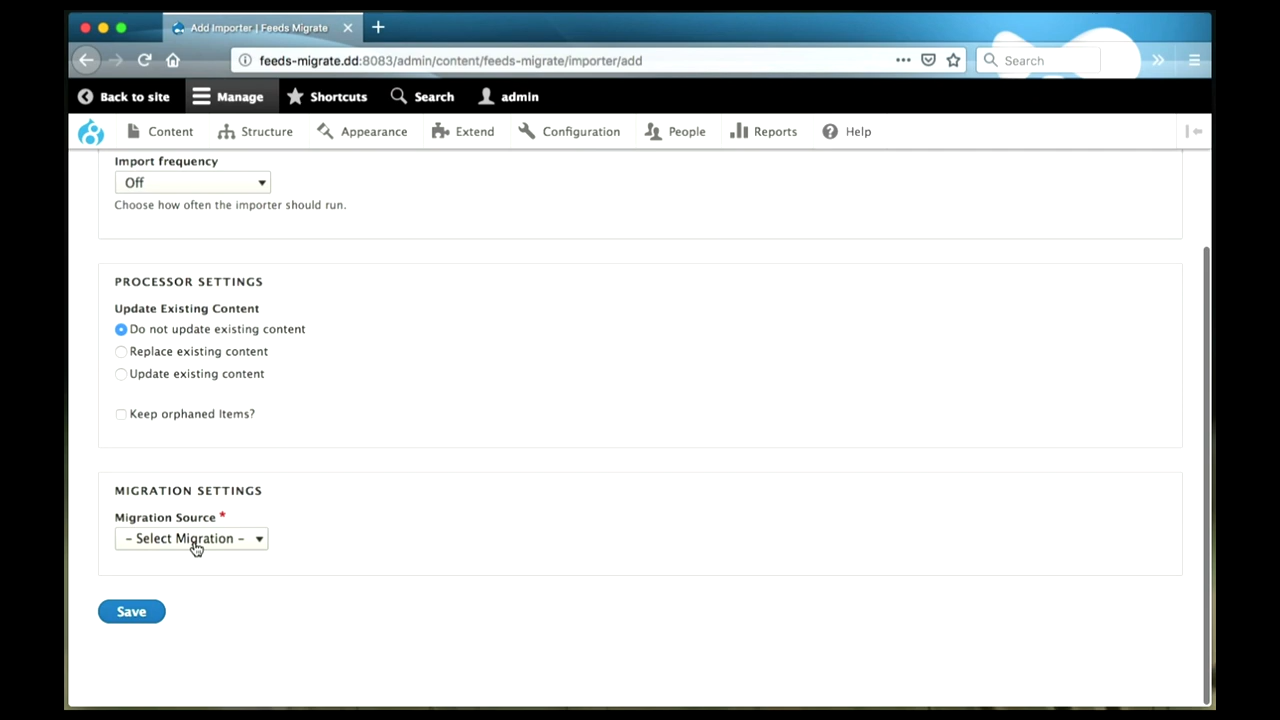 Add Importer | Feeds Migrate
feeds-migrate.dd:8083/admin/content/feeds-migrate/importer/add
Search
Back to site Manage Shortcuts Search admin
Content Structure Appearance Extend Configuration People Reports Help
Import frequency
Off
Choose how often the importer should run.
PROCESSOR SETTINGS
Update Existing Content
Do not update existing content
Replace existing content
Update existing content
Keep orphaned Items?
MIGRATION SETTINGS
Migration Source *
- Select Migration -
Save